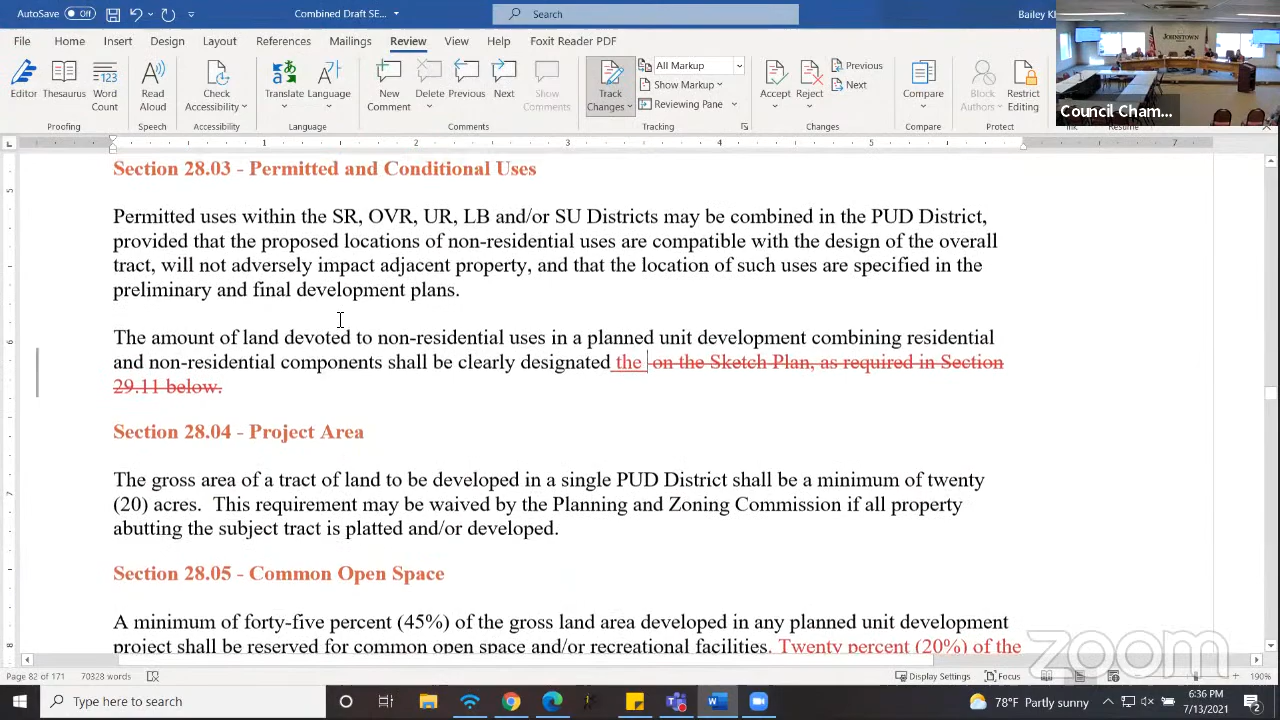 AutoSave
Off
Search
Bailey Ki
File Home Insert Design Layout References Mailings Review View Help Foxit Reader PDF
Editor Thesaurus Word Count
Read Aloud
Check Accessibility
Translate Language
New Comment
Delete Previous Next
Show Comments
Track Changes
All Markup
Show Markup
Reviewing Pane
Accept Reject
Previous
Next
Compare
Block Authors
Restrict Editing
Proofing Speech Accessibility Language Comments Tracking Changes Compare Protect Ink Resume
JOHNSTOWN
Council Cham...
1 2 3 4 5 7
Section 28.03 - Permitted and Conditional Uses
Permitted uses within the SR, OVR, UR, LB and/or SU Districts may be combined in the PUD District,
provided that the proposed locations of non-residential uses are compatible with the design of the overall
tract, will not adversely impact adjacent property, and that the location of such uses are specified in the
preliminary and final development plans.
The amount of land devoted to non-residential uses in a planned unit development combining residential
and non-residential components shall be clearly designated the on the Sketch Plan, as required in Section
29.11 below.
Section 28.04 - Project Area
The gross area of a tract of land to be developed in a single PUD District shall be a minimum of twenty
(20) acres. This requirement may be waived by the Planning and Zoning Commission if all property
abutting the subject tract is platted and/or developed.
Section 28.05 - Common Open Space
A minimum of forty-five percent (45%) of the gross land area developed in any planned unit development
project shall be reserved for common open space and/or recreational facilities. Twenty percent (20%) of the
zoom
Page 82 of 171 70328 words Display Settings Focus 190%
Type here to search
78°F Partly sunny
6:36 PM
7/13/2021
2